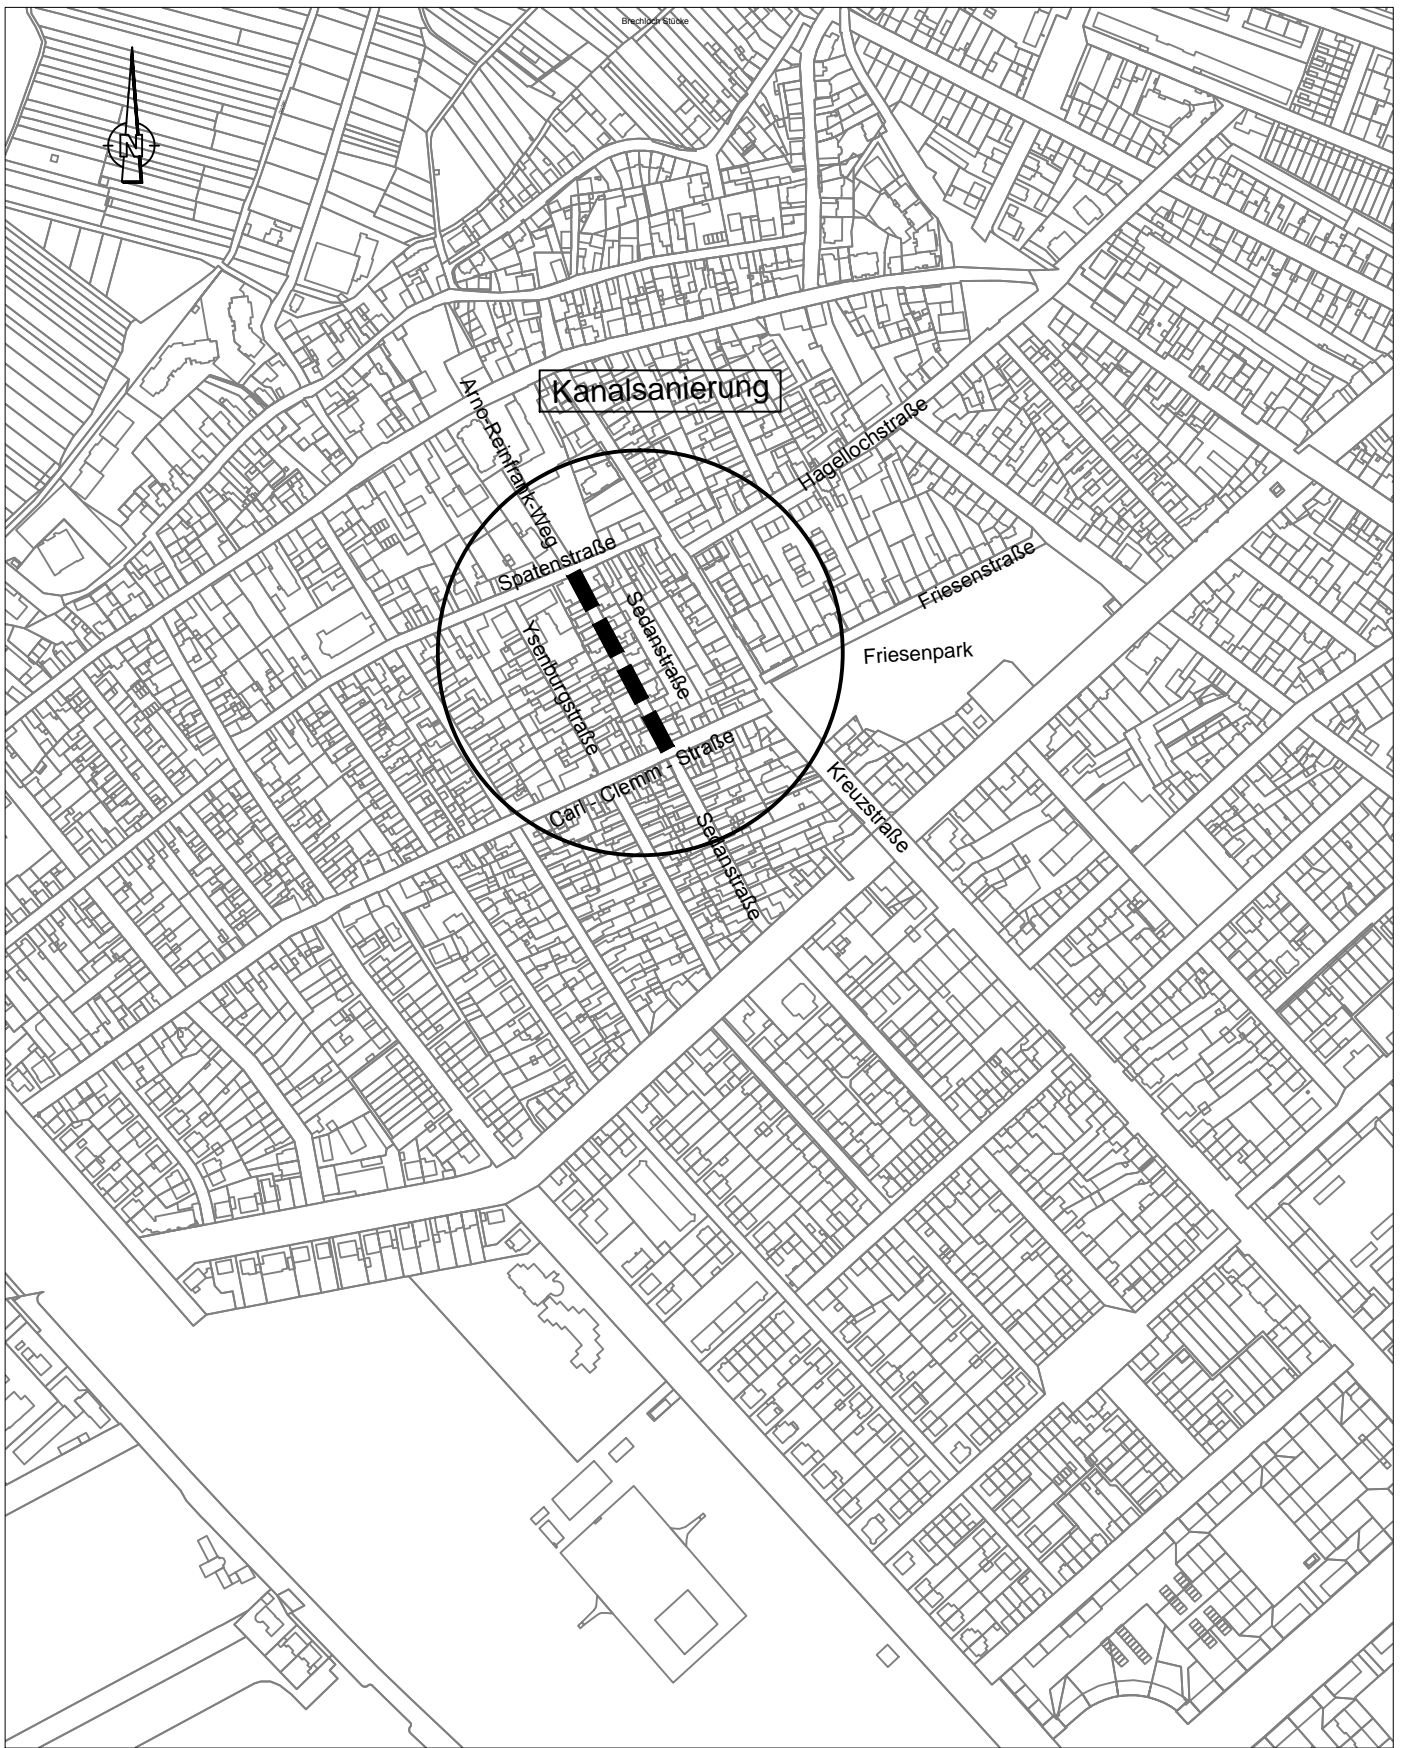 Brechloch Stücke
N
Kanalsanierung
Arno-Reinfrank-Weg
Hagellochstraße
Spatenstraße
Friesenstraße
Sedanstraße
Ysenburgstraße
Friesenpark
Carl - Clemm - Straße
Kreuzstraße
Sedanstraße